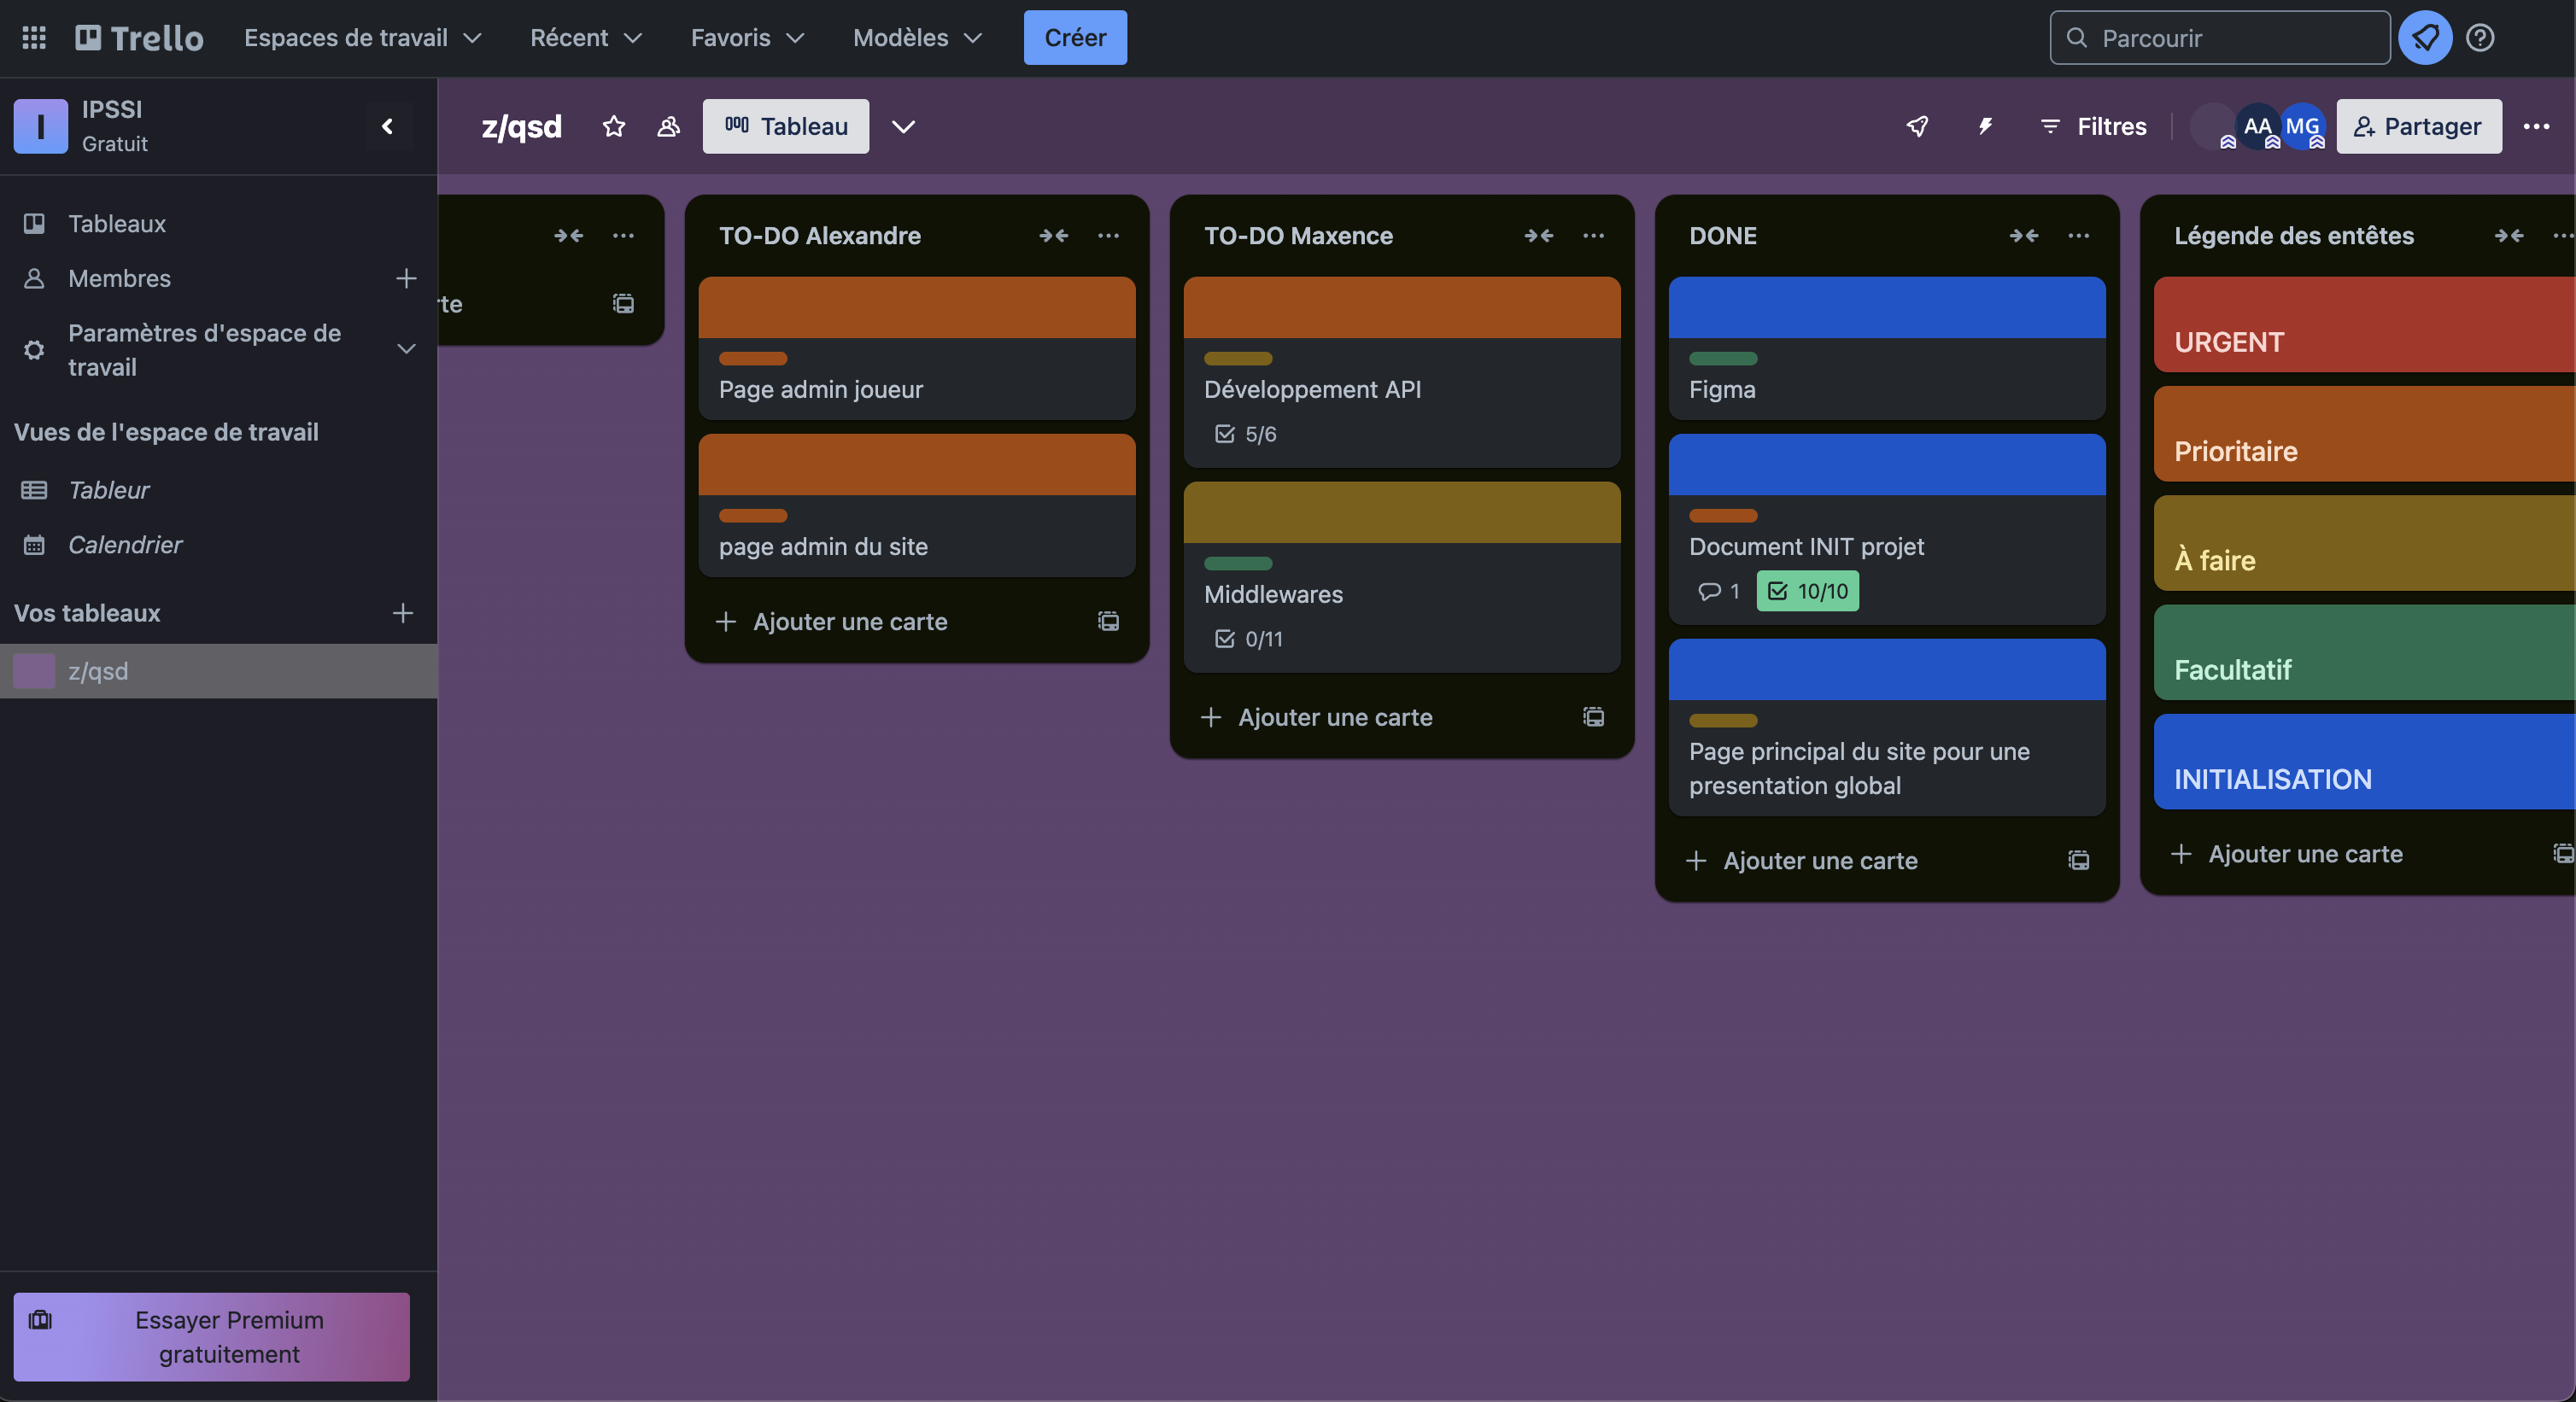 Trello
Espaces de travail
Récent
Favoris
Modèles
Créer
Parcourir
I
IPSSI
Gratuit
z/qsd
Tableau
Filtres
AA
MG
Partager
Tableaux
Membres
Paramètres d'espace de
travail
Vues de l'espace de travail
Tableur
Calendrier
Vos tableaux
z/qsd
Essayer Premium
gratuitement
TO-DO Alexandre
Page admin joueur
page admin du site
Ajouter une carte
TO-DO Maxence
Développement API
5/6
Middlewares
0/11
Ajouter une carte
DONE
Figma
Document INIT projet
1
10/10
Page principal du site pour une
presentation global
Ajouter une carte
Légende des entêtes
URGENT
Prioritaire
À faire
Facultatif
INITIALISATION
Ajouter une carte